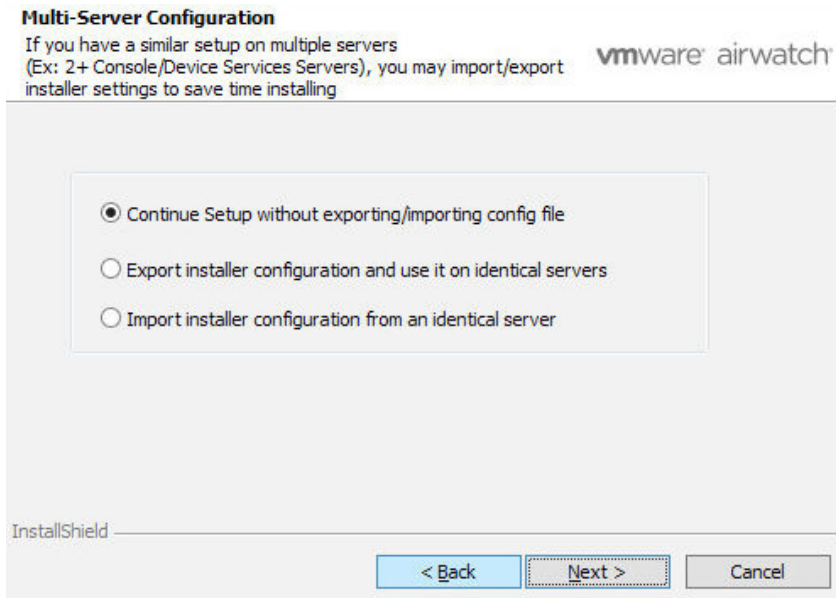 Multi-Server Configuration
If you have a similar setup on multiple servers
(Ex: 2+ Console/Device Services Servers), you may import/export
installer settings to save time installing
vmware airwatch
Continue Setup without exporting/importing config file
Export installer configuration and use it on identical servers
Import installer configuration from an identical server
InstallShield
< Back
Next >
Cancel